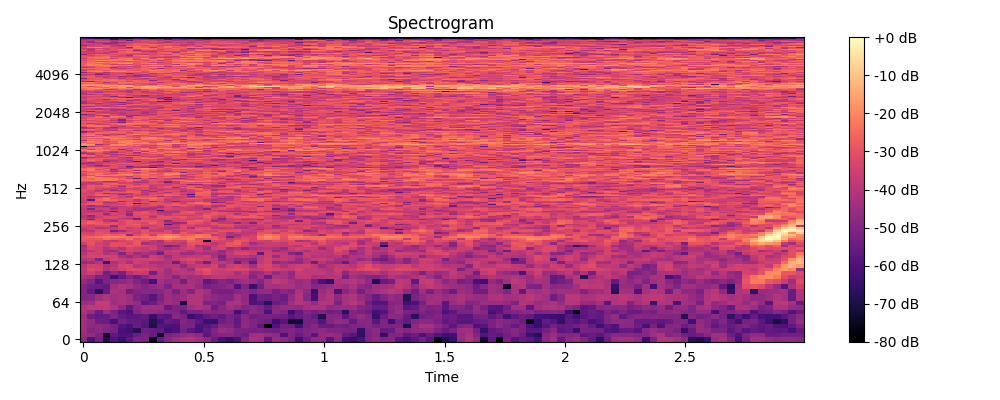 Spectrogram
Hz
4096
2048
1024
512
256
128
64
0
0
0.5
1
1.5
2
2.5
Time
+0 dB
-10 dB
-20 dB
-30 dB
-40 dB
-50 dB
-60 dB
-70 dB
-80 dB